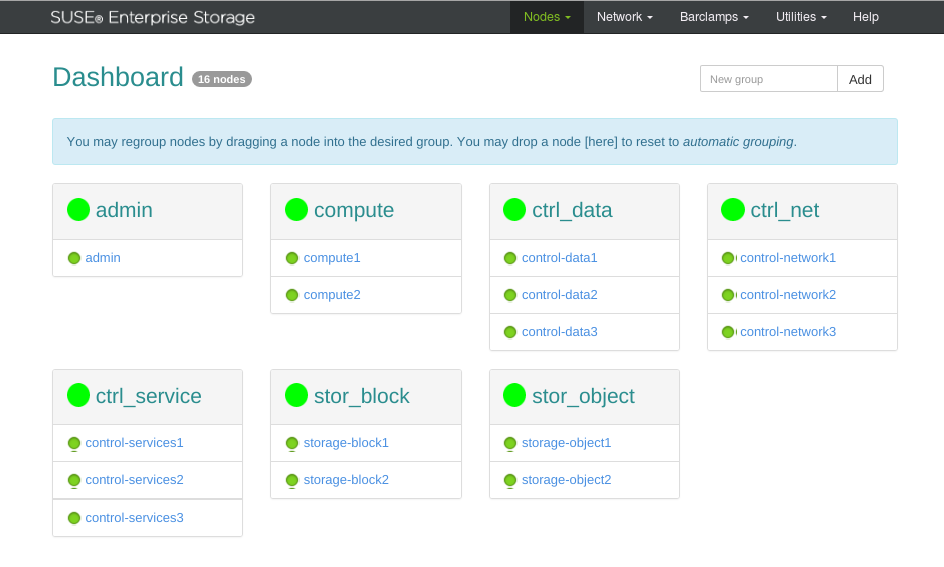 SUSE® Enterprise Storage Nodes Network Barclamps Utilities Help
Dashboard 16 nodes New group Add
You may regroup nodes by dragging a node into the desired group. You may drop a node [here] to reset to automatic grouping.
admin
admin
compute
compute1
compute2
ctrl_data
control-data1
control-data2
control-data3
ctrl_net
control-network1
control-network2
control-network3
ctrl_service
control-services1
control-services2
control-services3
stor_block
storage-block1
storage-block2
stor_object
storage-object1
storage-object2